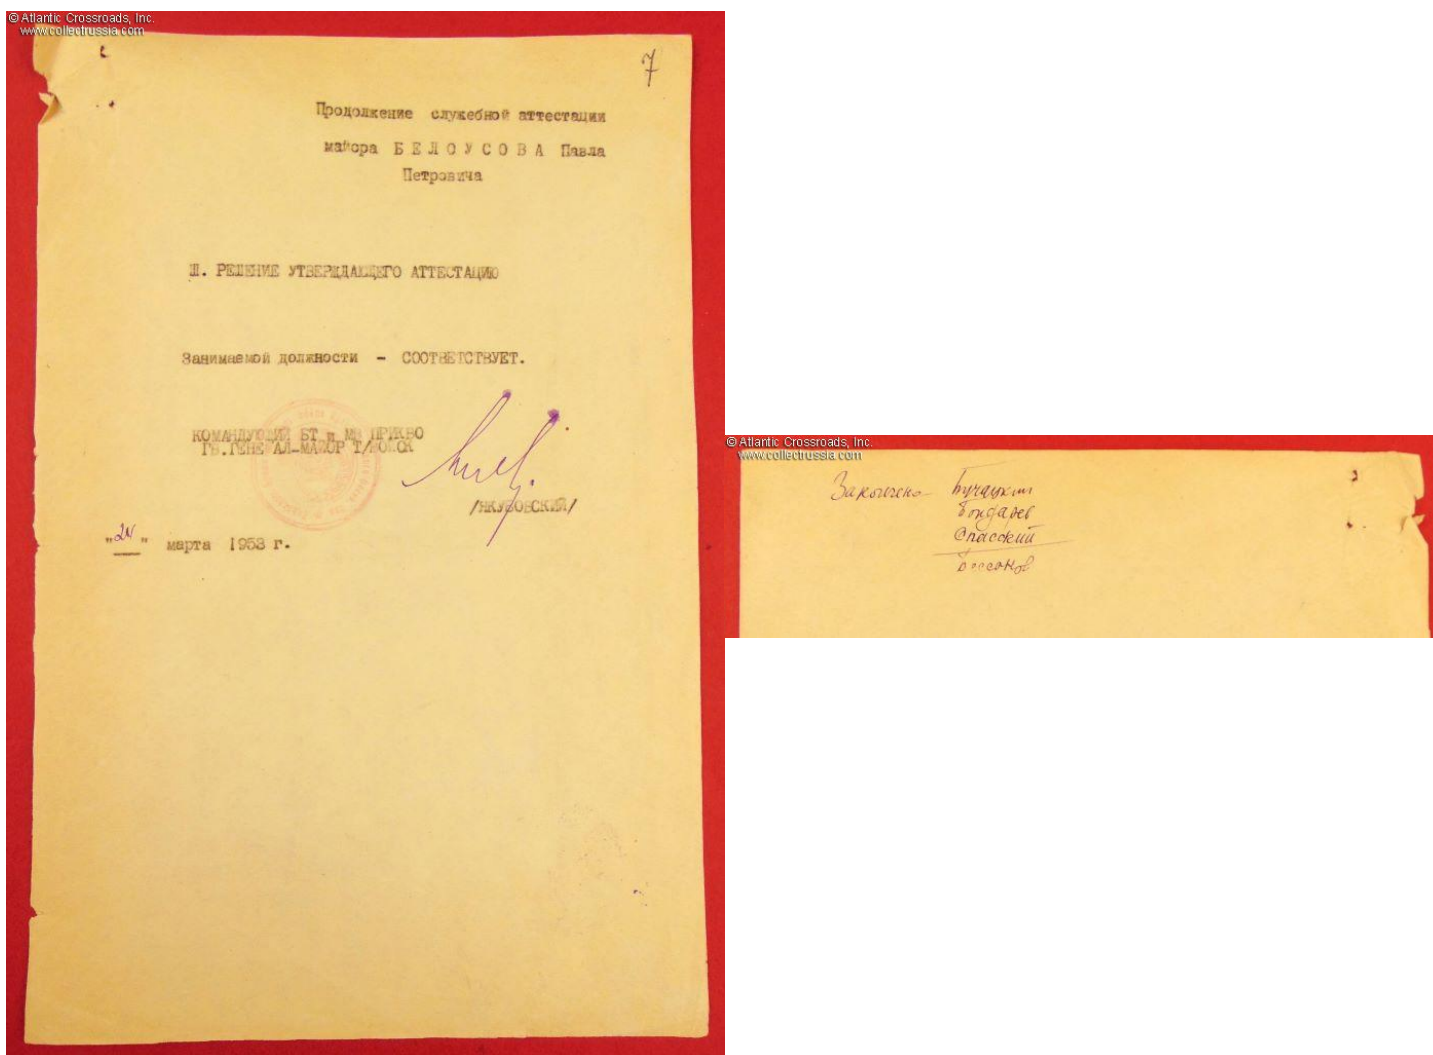 © Atlantic Crossroads, Inc.
www.collectrussia.com
7
Продолжение служебной аттестации
майора Б Е Л О У С О В А Павла
Петровича
Ш. РЕШЕНИЕ УТВЕРЖДАЮЩЕГО АТТЕСТАЦИЮ
Занимаемой должности - СООТВЕТСТВУЕТ.
КОМАНДУЮЩИЙ БТ и МВ ПРИКВО
ГВ.ГЕНЕРАЛ-МАЙОР Т/ВОЙСК
/ЯКУБОВСКИЙ/
" " марта 1953 г.
© Atlantic Crossroads, Inc.
www.collectrussia.com
Бондарев
Спасский